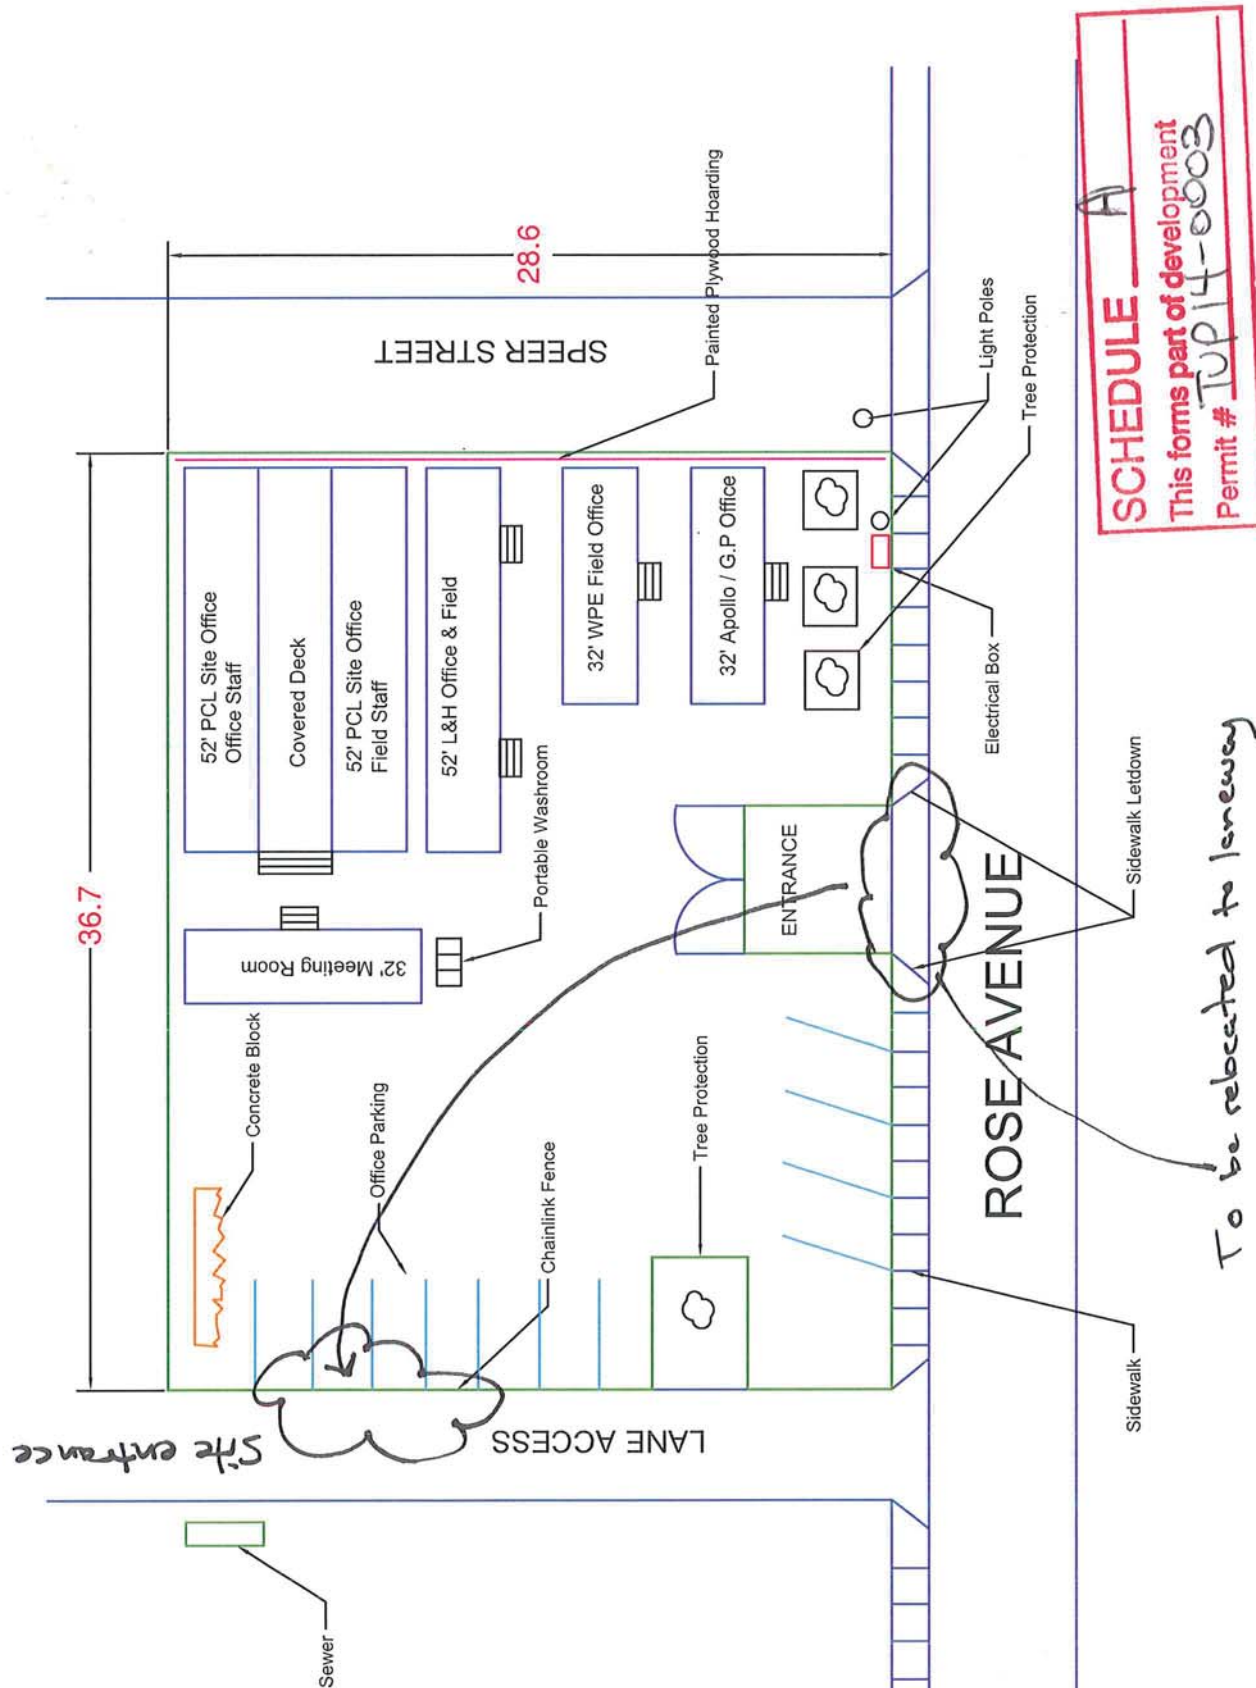 36.7
28.6
52' PCL Site Office
Office Staff
Covered Deck
52' PCL Site Office
Field Staff
52' L&H Office & Field
32' WPE Field Office
32' Apollo / G.P Office
32' Meeting Room
Portable Washroom
Concrete Block
Office Parking
Chainlink Fence
Tree Protection
ENTRANCE
SPEER STREET
Painted Plywood Hoarding
Light Poles
Tree Protection
Electrical Box
Sidewalk Letdown
Sidewalk
ROSE AVENUE
LANE ACCESS
Site entrance
Sewer
To be relocated to laneway
SCHEDULE A
This forms part of development
Permit # TUP14-0003